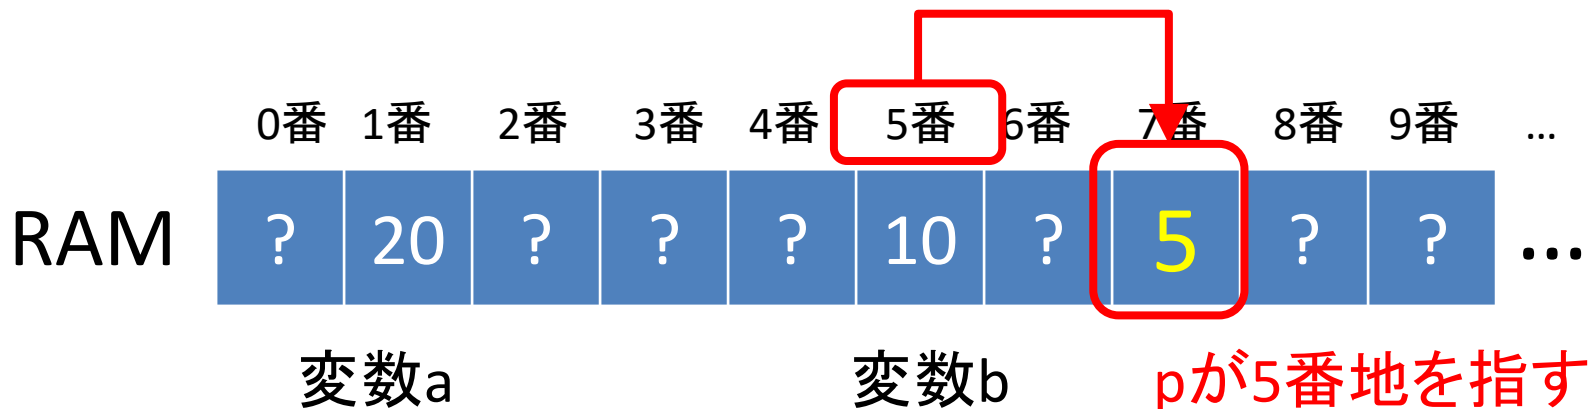 0番 1番 2番 3番 4番 5番 6番 7番 8番 9番 …
RAM ? 20 ? ? ? 10 ? 5 ? ? …
変数a 変数b pが5番地を指す